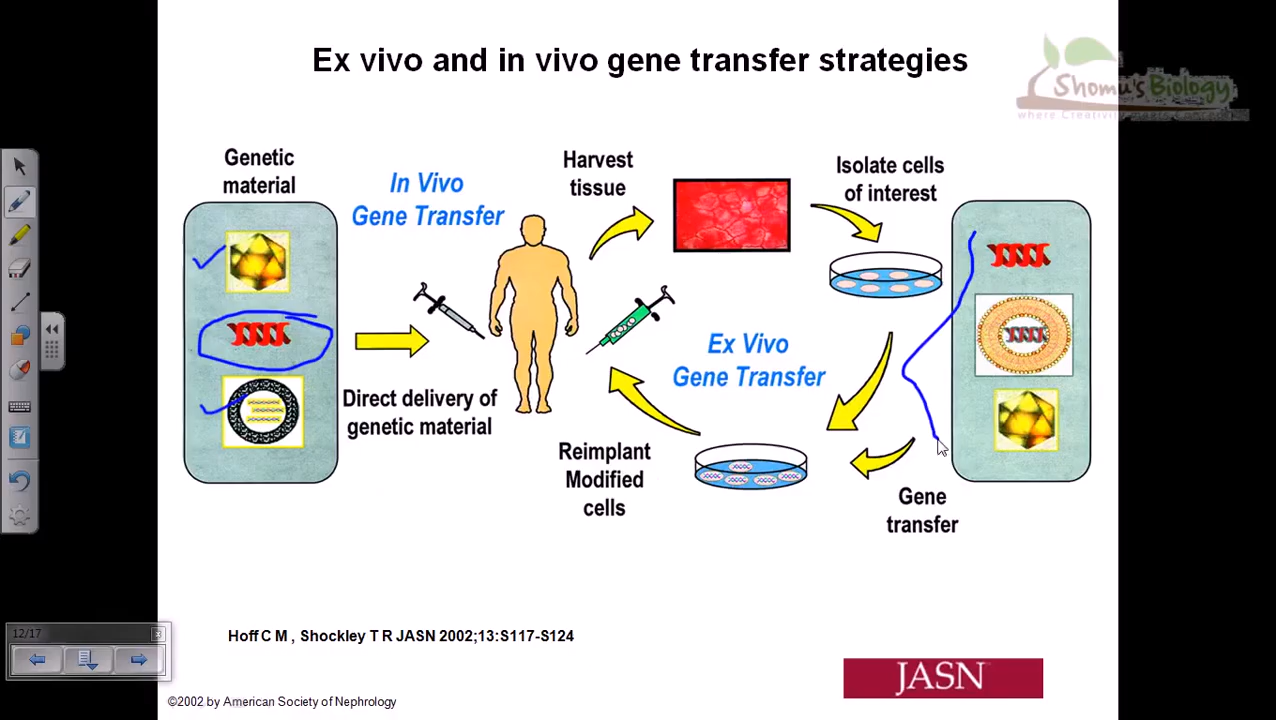 Ex vivo and in vivo gene transfer strategies
Shomu's Biology
Genetic
material
In Vivo
Gene Transfer
Harvest
tissue
Isolate cells
of interest
Direct delivery of
genetic material
Ex Vivo
Gene Transfer
Reimplant
Modified
cells
Gene
transfer
12/17
Hoff C M , Shockley T R JASN 2002;13:S117-S124
JASN
©2002 by American Society of Nephrology